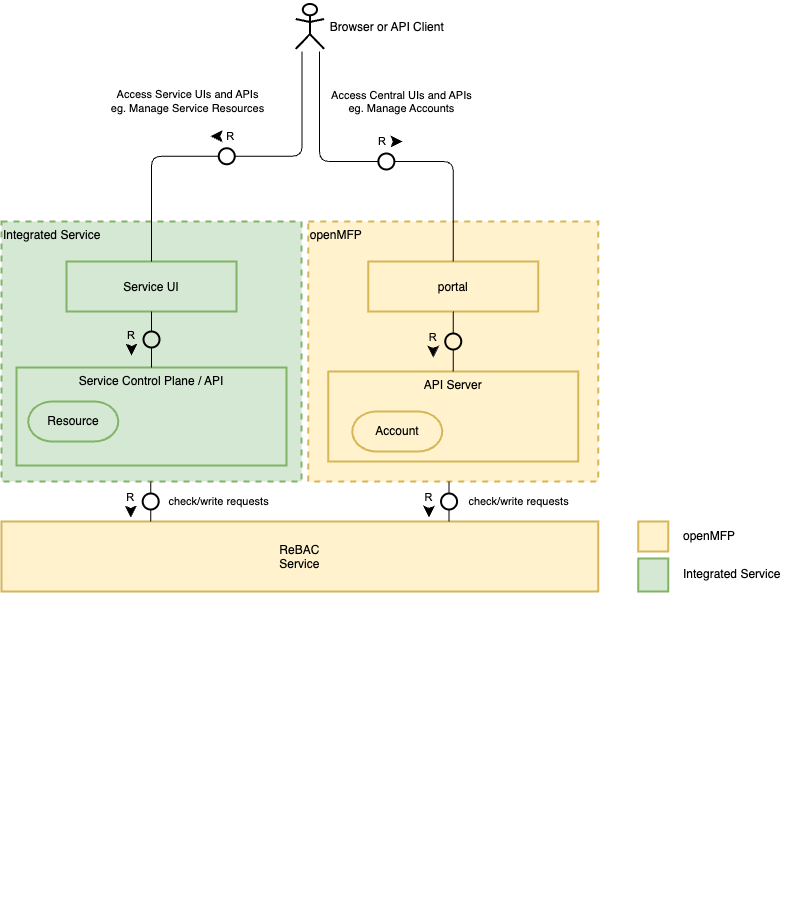 Browser or API Client
Access Service UIs and APIs
eg. Manage Service Resources
Access Central UIs and APIs
eg. Manage Accounts
R
R
Integrated Service
openMFP
Service UI
portal
R
R
Service Control Plane / API
API Server
Resource
Account
R
check/write requests
R
check/write requests
ReBAC
Service
openMFP
Integrated Service